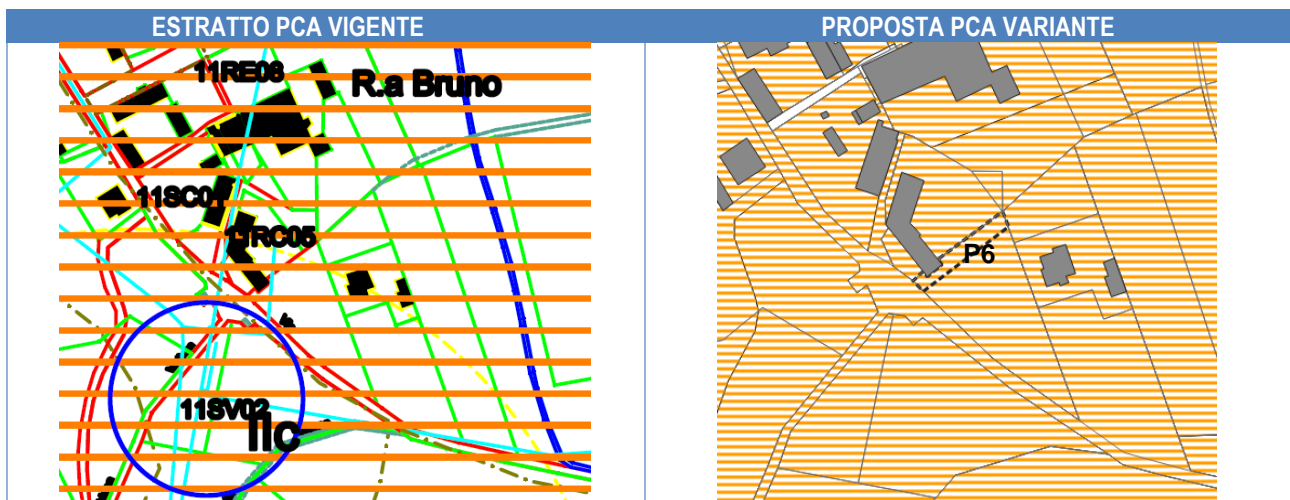 ESTRATTO PCA VIGENTE
PROPOSTA PCA VARIANTE
11RE08
R.a Bruno
11SC01
11RC05
P6
11SV02
IIc